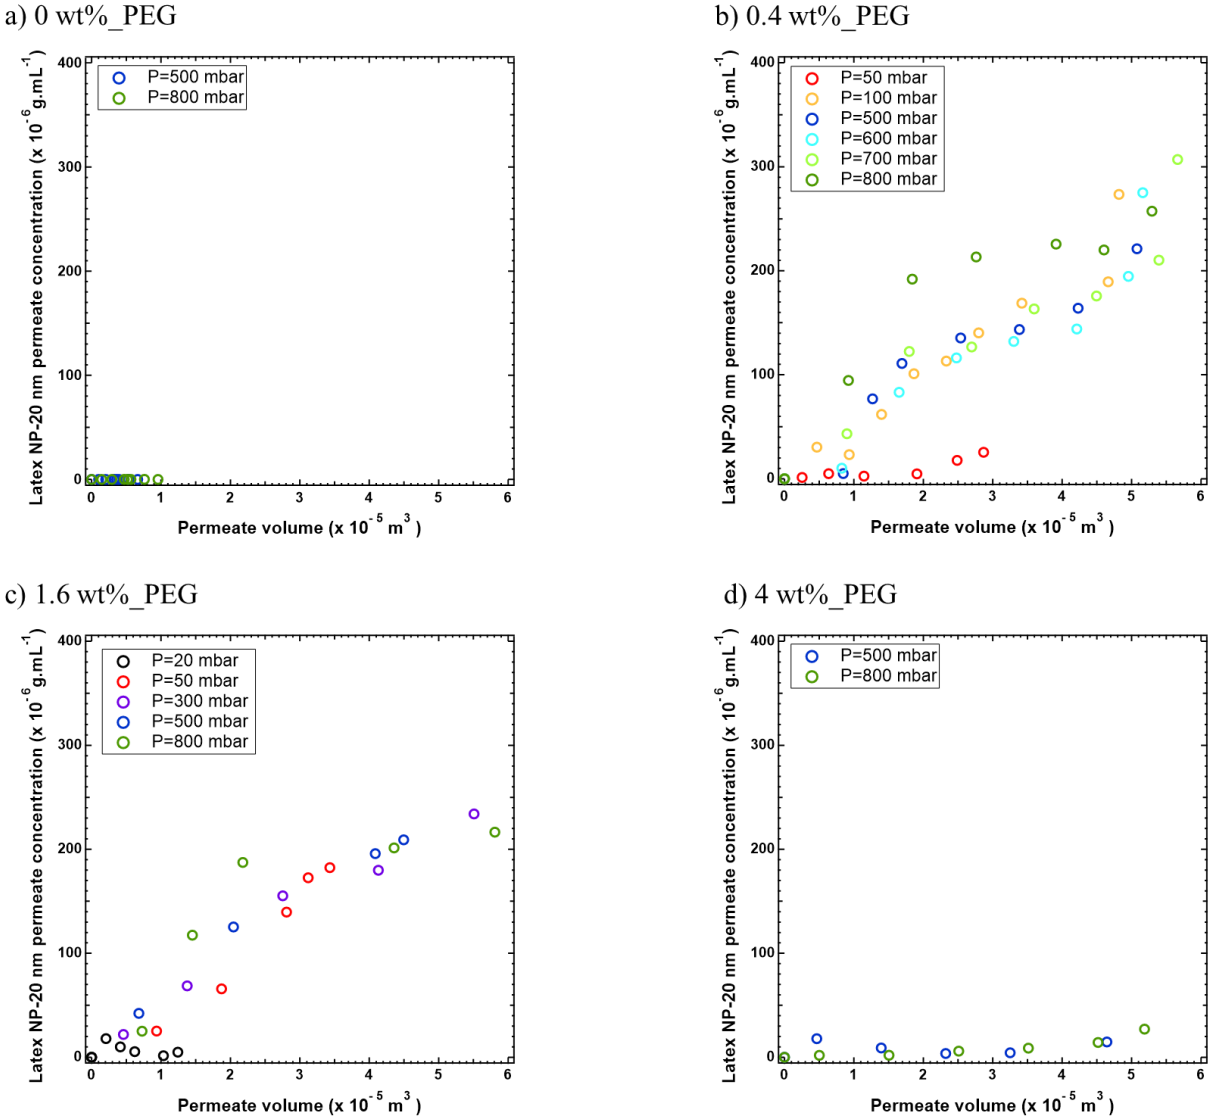 a) 0 wt%_PEG
Latex NP-20 nm permeate concentration (x 10⁻⁶ g.mL⁻¹)
400
300
200
100
0
P=500 mbar
P=800 mbar
0 1 2 3 4 5 6
Permeate volume (x 10⁻⁵ m³ )
b) 0.4 wt%_PEG
Latex NP-20 nm permeate concentration (x 10⁻⁶ g.mL⁻¹)
400
300
200
100
0
P=50 mbar
P=100 mbar
P=500 mbar
P=600 mbar
P=700 mbar
P=800 mbar
0 1 2 3 4 5 6
Permeate volume (x 10⁻⁵ m³ )
c) 1.6 wt%_PEG
Latex NP-20 nm permeate concentration (x 10⁻⁶ g.mL⁻¹)
400
300
200
100
0
P=20 mbar
P=50 mbar
P=300 mbar
P=500 mbar
P=800 mbar
0 1 2 3 4 5 6
Permeate volume (x 10⁻⁵ m³ )
d) 4 wt%_PEG
Latex NP-20 nm permeate concentration (x 10⁻⁶ g.mL⁻¹)
400
300
200
100
0
P=500 mbar
P=800 mbar
0 1 2 3 4 5 6
Permeate volume (x 10⁻⁵ m³ )